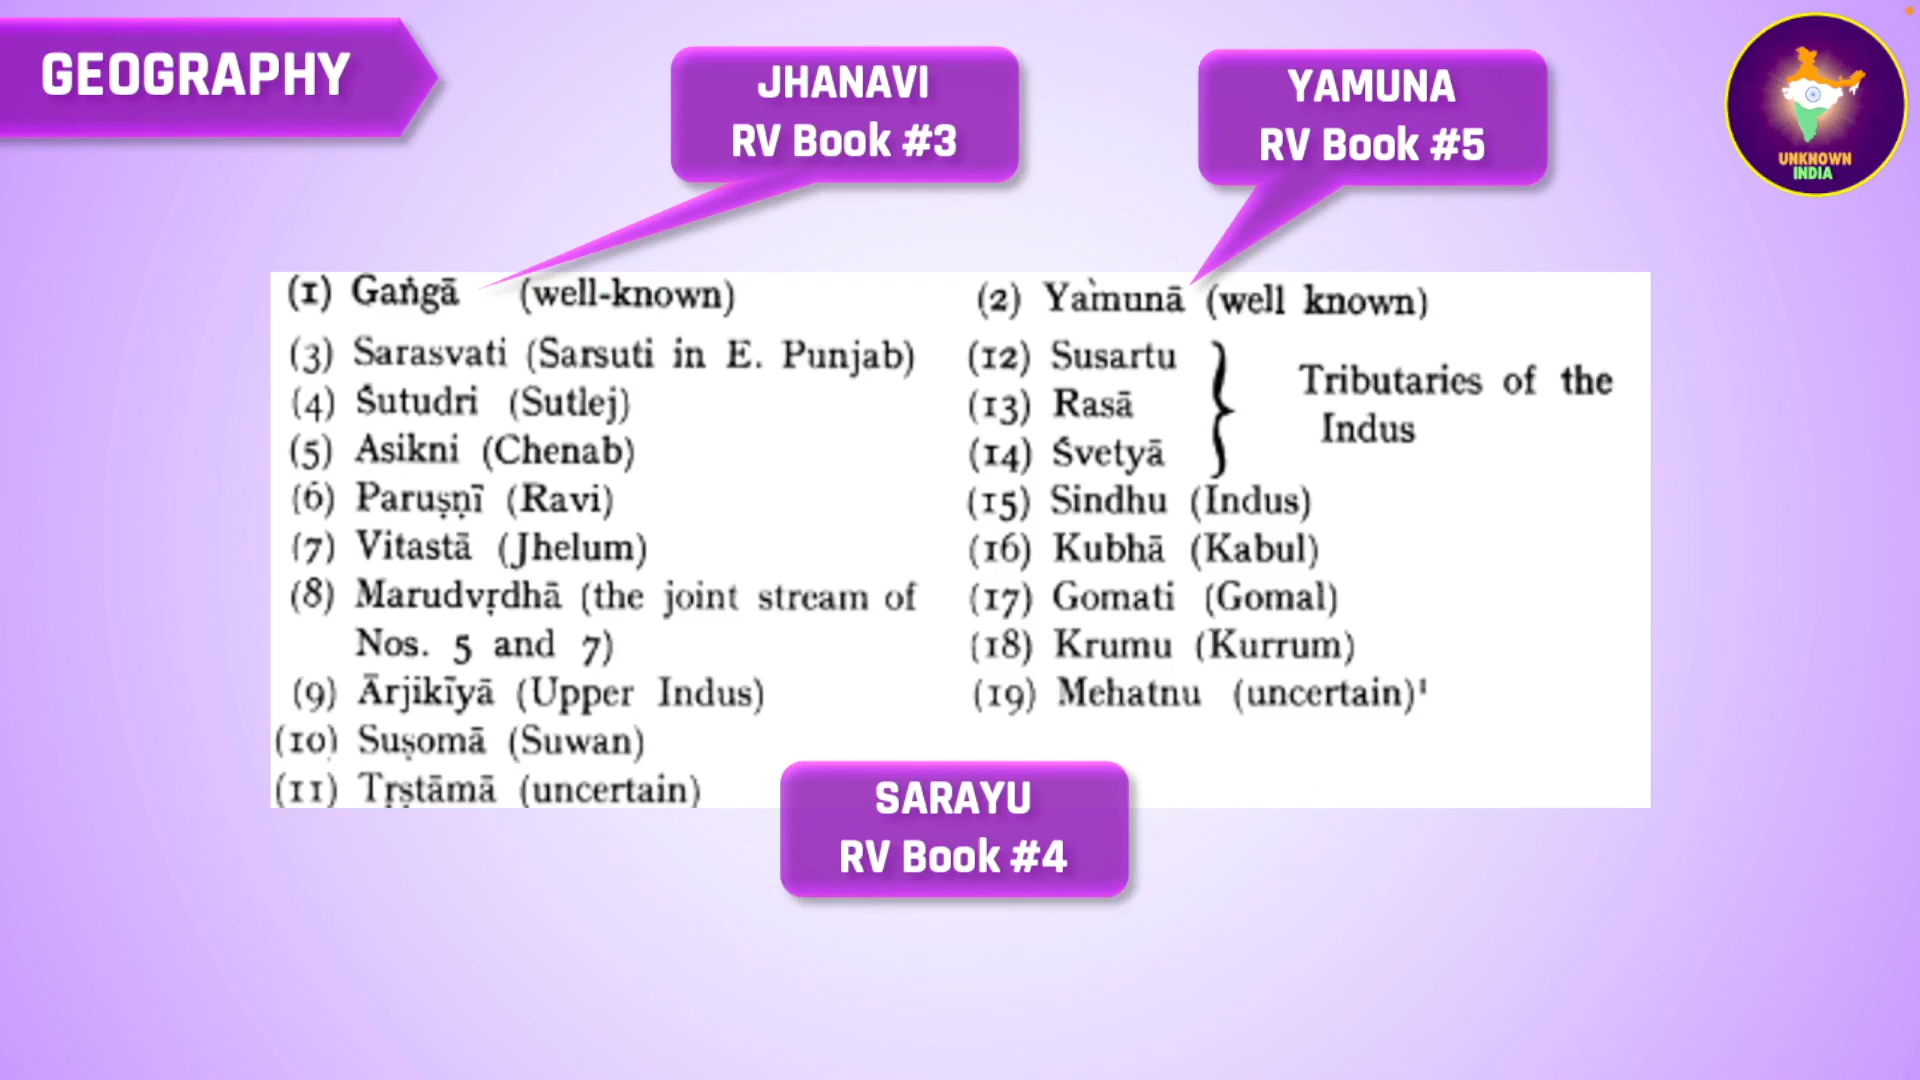 GEOGRAPHY
JHANAVI
RV Book #3
YAMUNA
RV Book #5
UNKNOWN
INDIA
(1) Gaṅgā (well-known)
(2) Yamunā (well known)
(3) Sarasvati (Sarsuti in E. Punjab)
(4) Śutudri (Sutlej)
(5) Asikni (Chenab)
(6) Paruṣṇī (Ravi)
(7) Vitastā (Jhelum)
(8) Marudvṛdhā (the joint stream of
Nos. 5 and 7)
(9) Ārjikīyā (Upper Indus)
(10) Suṣomā (Suwan)
(11) Tṛṣtāmā (uncertain)
(12) Susartu
(13) Rasā
(14) Śvetyā
Tributaries of the
Indus
(15) Sindhu (Indus)
(16) Kubhā (Kabul)
(17) Gomati (Gomal)
(18) Krumu (Kurrum)
(19) Mehatnu (uncertain)¹
SARAYU
RV Book #4